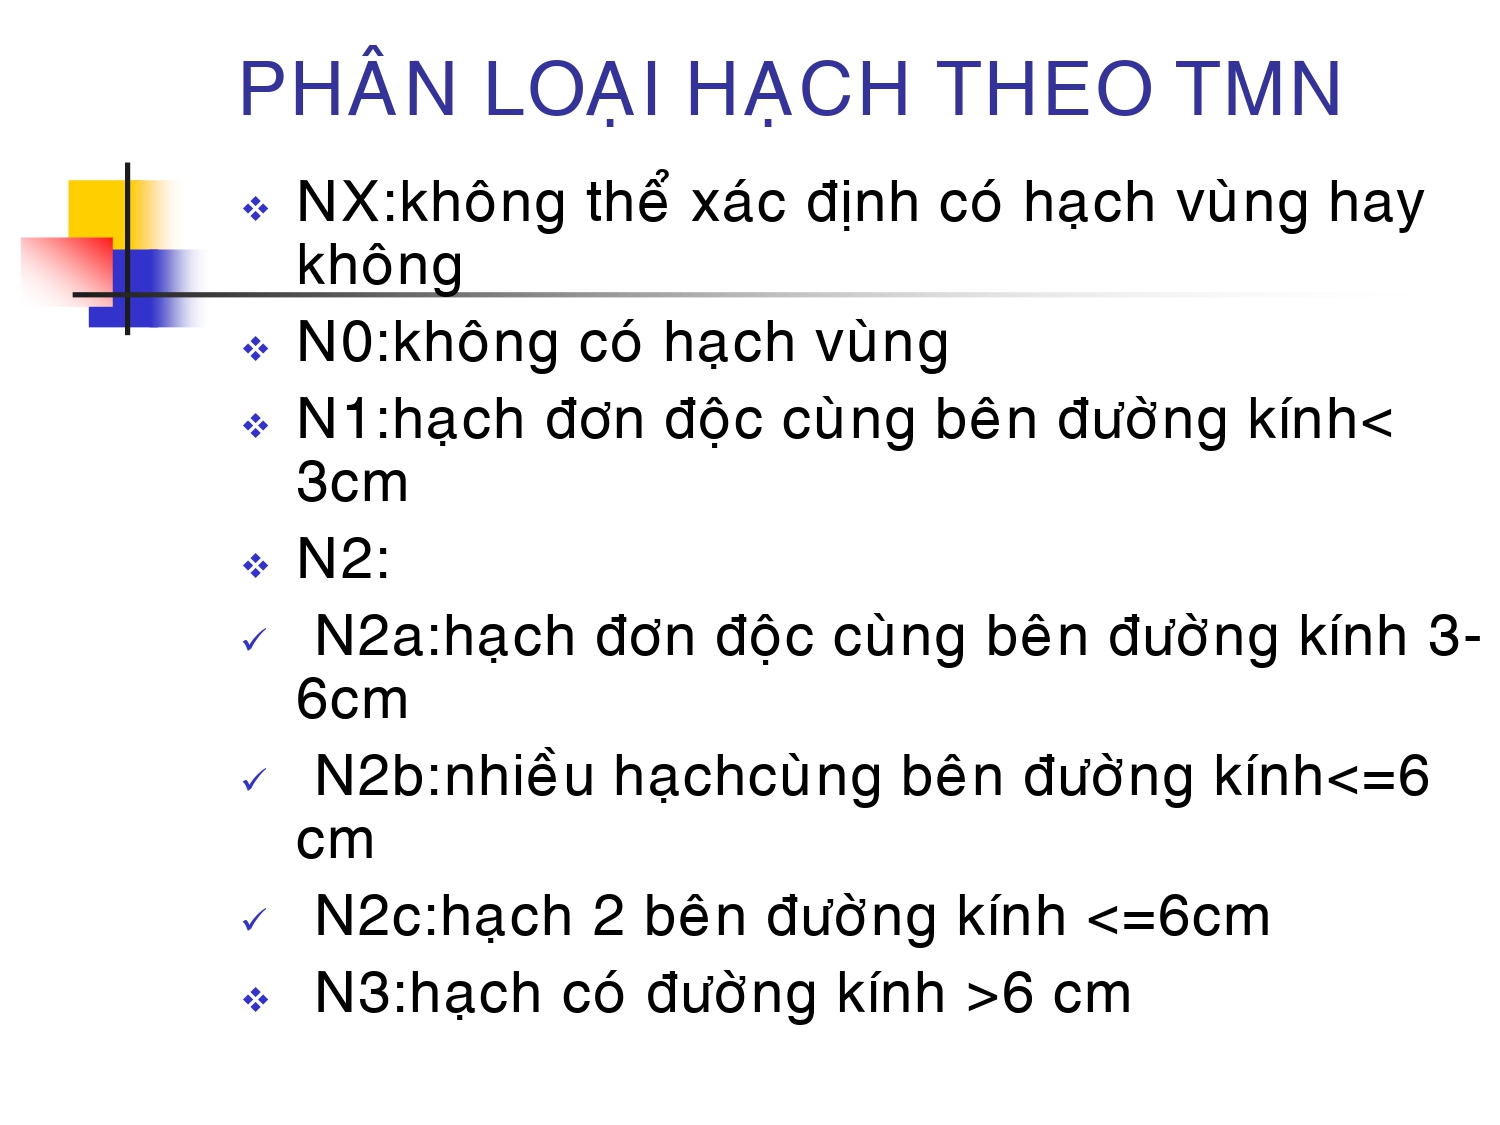 PHÂN LOẠI HẠCH THEO TMN
NX:không thể xác định có hạch vùng hay
không
N0:không có hạch vùng
N1:hạch đơn độc cùng bên đường kính<
3cm
N2:
N2a:hạch đơn độc cùng bên đường kính 3-
6cm
N2b:nhiều hạchcùng bên đường kính<=6
cm
N2c:hạch 2 bên đường kính <=6cm
N3:hạch có đường kính >6 cm